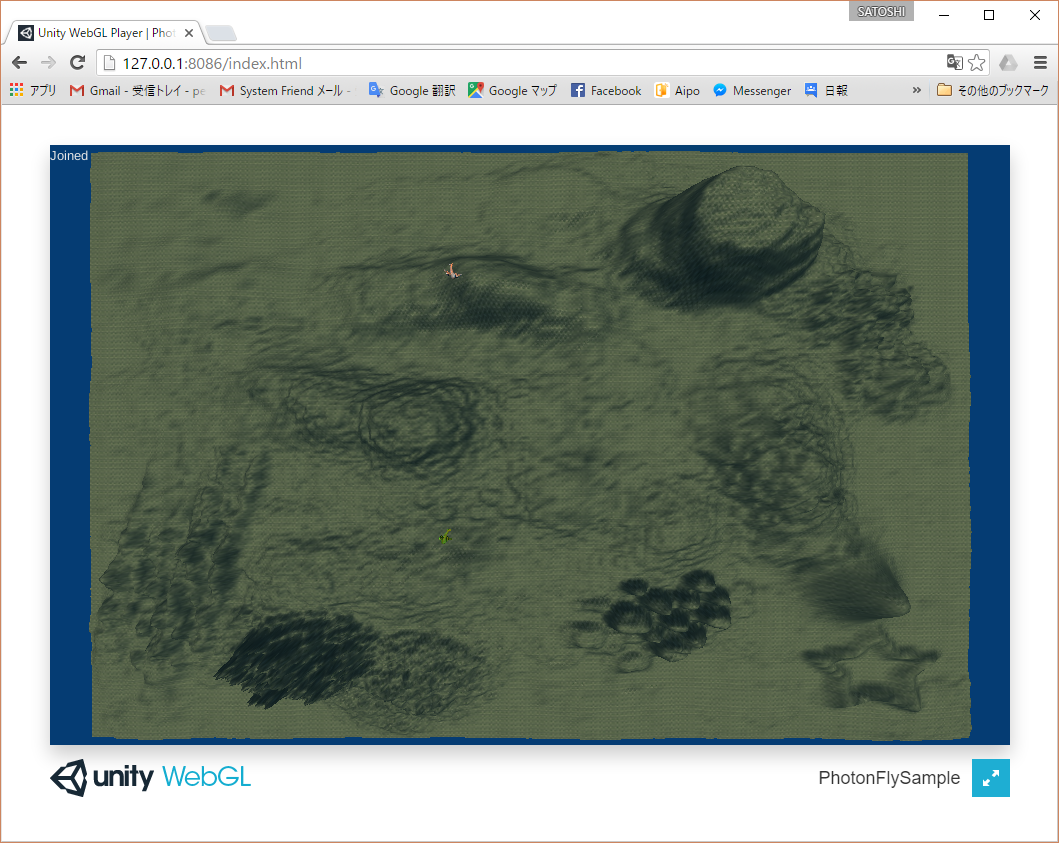 SATOSHI
Unity WebGL Player | Phot
127.0.0.1:8086/index.html
アプリ Gmail - 受信トレイ - pe System Friend メール - Google 翻訳 Google マップ Facebook Aipo Messenger 日報 » その他のブックマーク
Joined
unity WebGL
PhotonFlySample